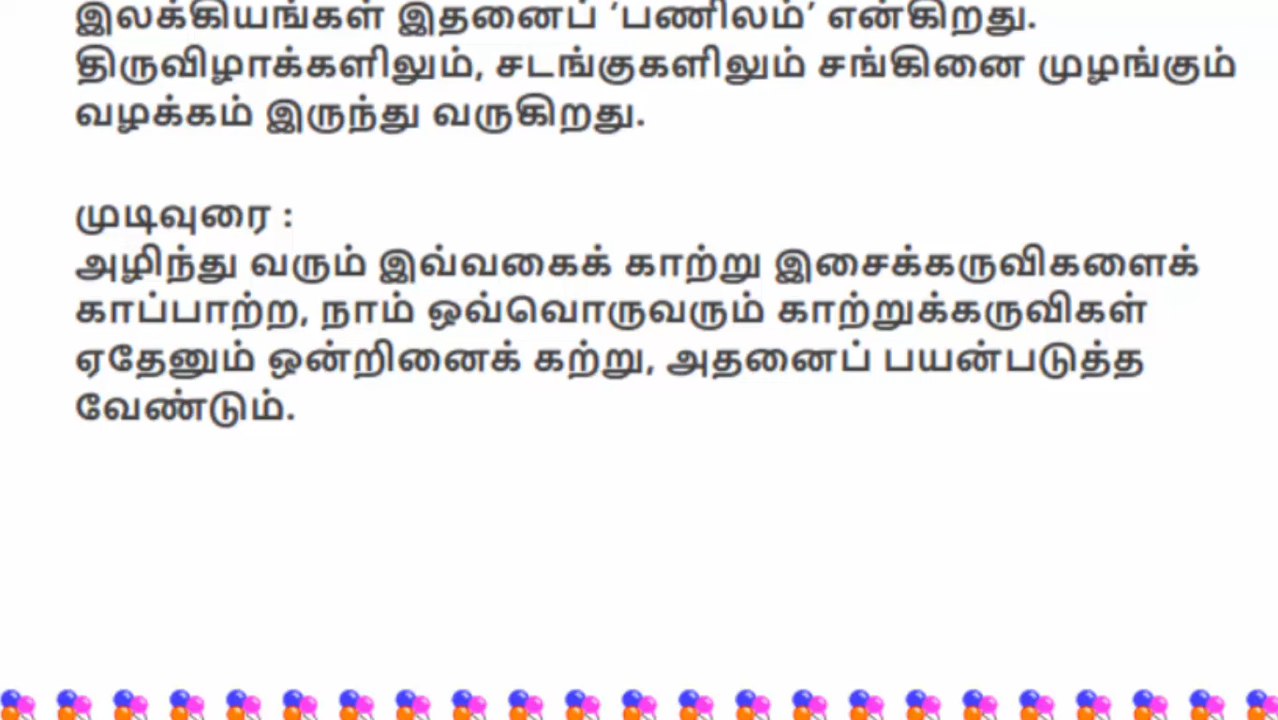 இலக்கியங்கள் இதனைப் ‘பணிலம்’ என்கிறது.
திருவிழாக்களிலும், சடங்குகளிலும் சங்கினை முழங்கும்
வழக்கம் இருந்து வருகிறது.
முடிவுரை :
அழிந்து வரும் இவ்வகைக் காற்று இசைக்கருவிகளைக்
காப்பாற்ற, நாம் ஒவ்வொருவரும் காற்றுக்கருவிகள்
ஏதேனும் ஒன்றினைக் கற்று, அதனைப் பயன்படுத்த
வேண்டும்.